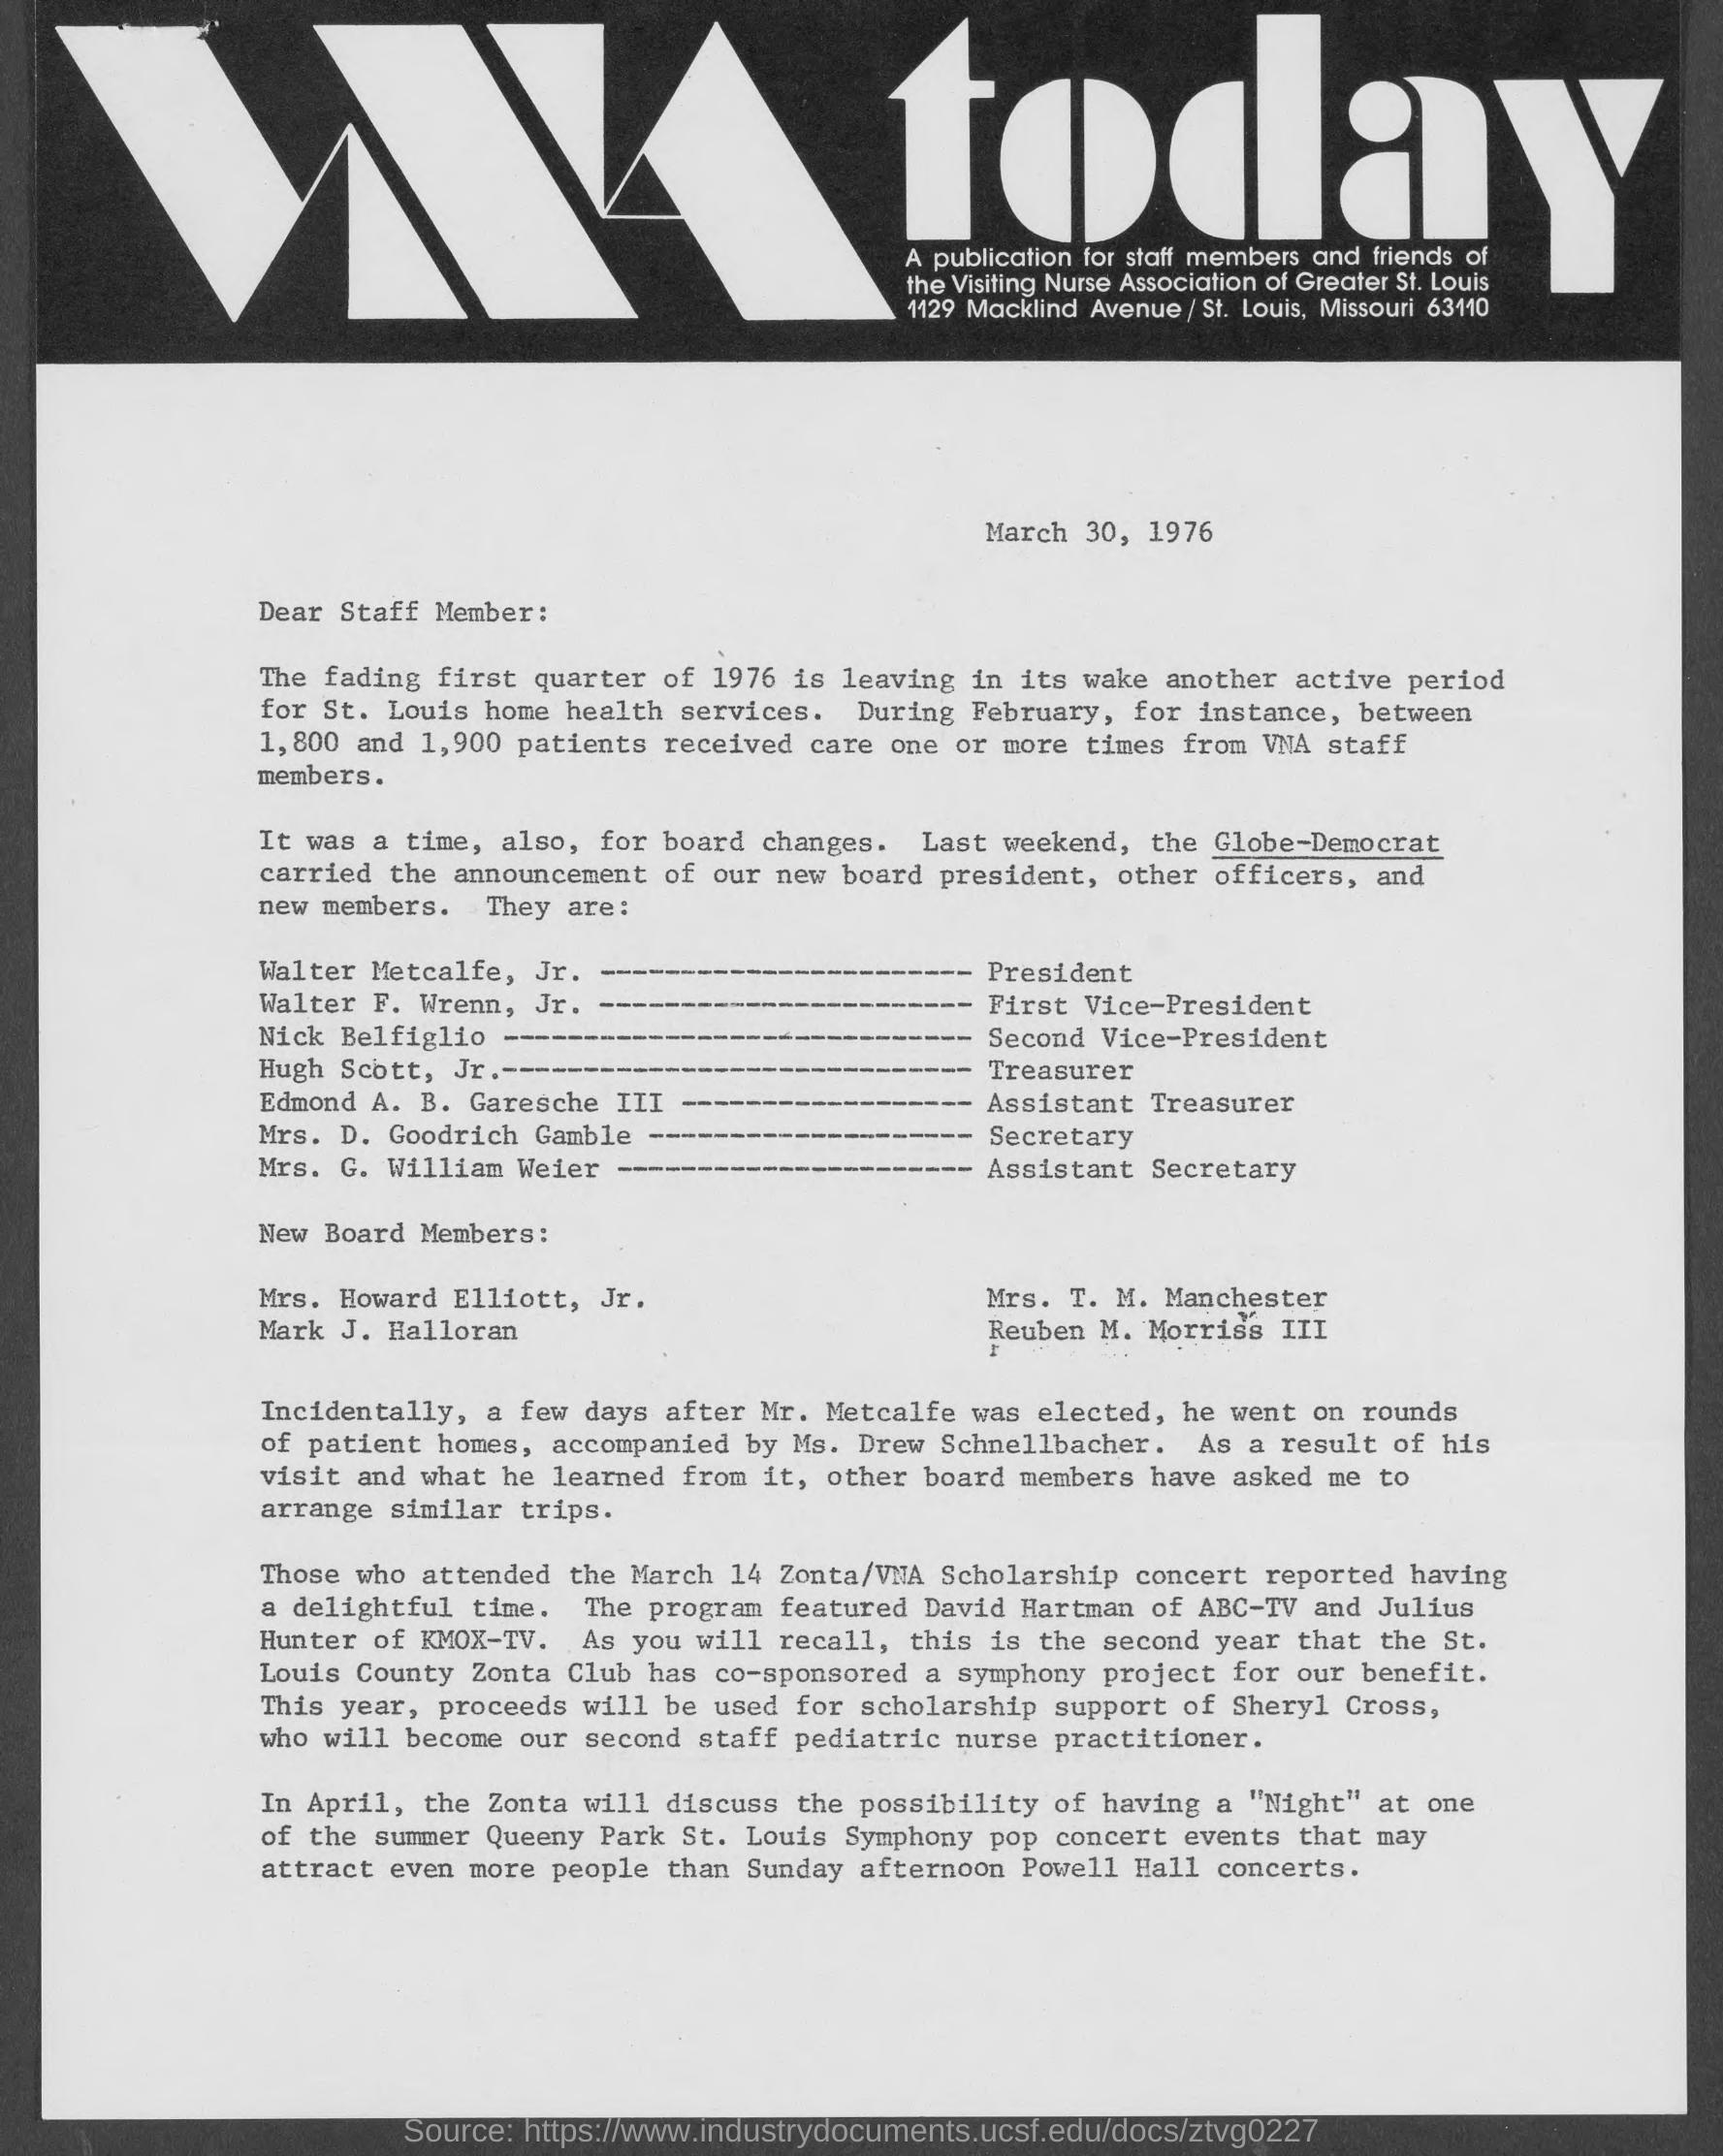 VNA today
A publication for staff members and friends of
the Visiting Nurse Association of Greater St. Louis
1129 Macklind Avenue / St. Louis, Missouri 63110
March 30, 1976
Dear Staff Member:
The fading first quarter of 1976 is leaving in its wake another active period
for St. Louis home health services. During February, for instance, between
1,800 and 1,900 patients received care one or more times from VNA staff
members.
It was a time, also, for board changes. Last weekend, the Globe-Democrat
carried the announcement of our new board president, other officers, and
new members. They are:
Walter Metcalfe, Jr. ----------------------- President
Walter F. Wrenn, Jr. ----------------------- First Vice-President
Nick Belfiglio ----------------------------- Second Vice-President
Hugh Scott, Jr.----------------------------- Treasurer
Edmond A. B. Garesche III ------------------ Assistant Treasurer
Mrs. D. Goodrich Gamble -------------------- Secretary
Mrs. G. William Weier ---------------------- Assistant Secretary
New Board Members:
Mrs. Howard Elliott, Jr. Mrs. T. M. Manchester
Mark J. Halloran Reuben M. Morriss III
Incidentally, a few days after Mr. Metcalfe was elected, he went on rounds
of patient homes, accompanied by Ms. Drew Schnellbacher. As a result of his
visit and what he learned from it, other board members have asked me to
arrange similar trips.
Those who attended the March 14 Zonta/VNA Scholarship concert reported having
a delightful time. The program featured David Hartman of ABC-TV and Julius
Hunter of KMOX-TV. As you will recall, this is the second year that the St.
Louis County Zonta Club has co-sponsored a symphony project for our benefit.
This year, proceeds will be used for scholarship support of Sheryl Cross,
who will become our second staff pediatric nurse practitioner.
In April, the Zonta will discuss the possibility of having a "Night" at one
of the summer Queeny Park St. Louis Symphony pop concert events that may
attract even more people than Sunday afternoon Powell Hall concerts.
Source: https://www.industrydocuments.ucsf.edu/docs/ztvg0227